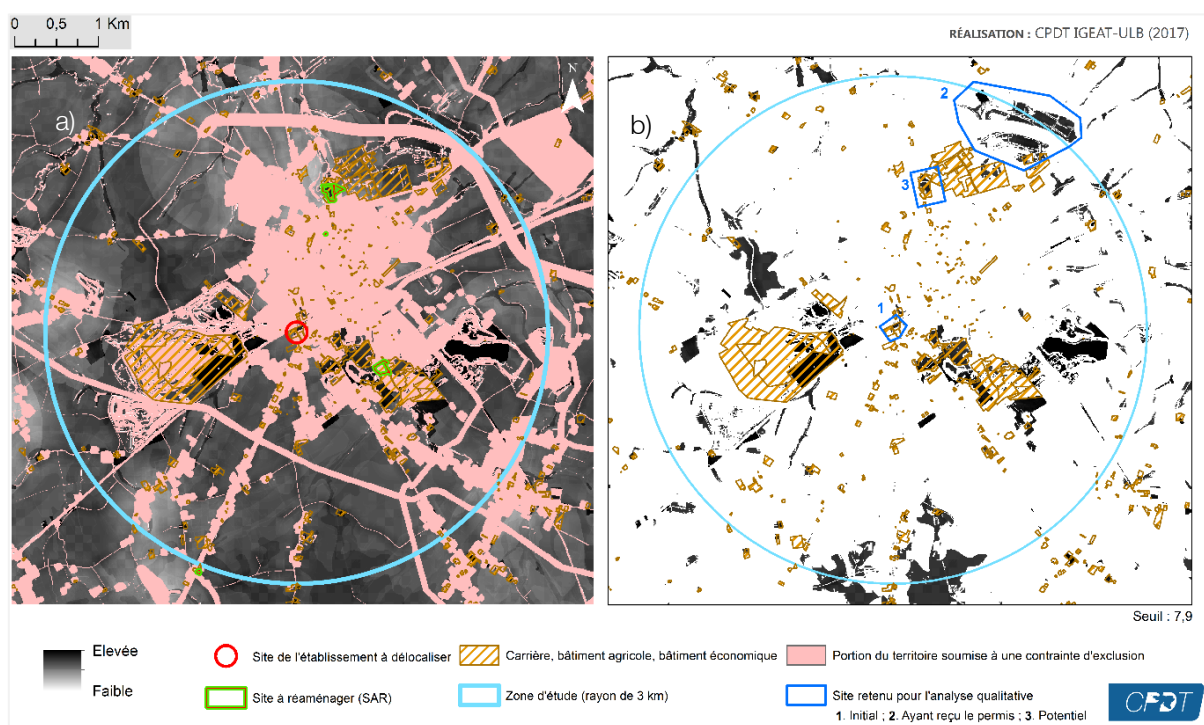 0 0,5 1 Km
RÉALISATION : CPDT IGEAT-ULB (2017)
a)
N
b)
2
3
1
Seuil : 7,9
Elevée
Faible
Site de l'établissement à délocaliser
Carrière, bâtiment agricole, bâtiment économique
Portion du territoire soumise à une contrainte d'exclusion
Site à réaménager (SAR)
Zone d'étude (rayon de 3 km)
Site retenu pour l'analyse qualitative
1. Initial ; 2. Ayant reçu le permis ; 3. Potentiel
CPDT